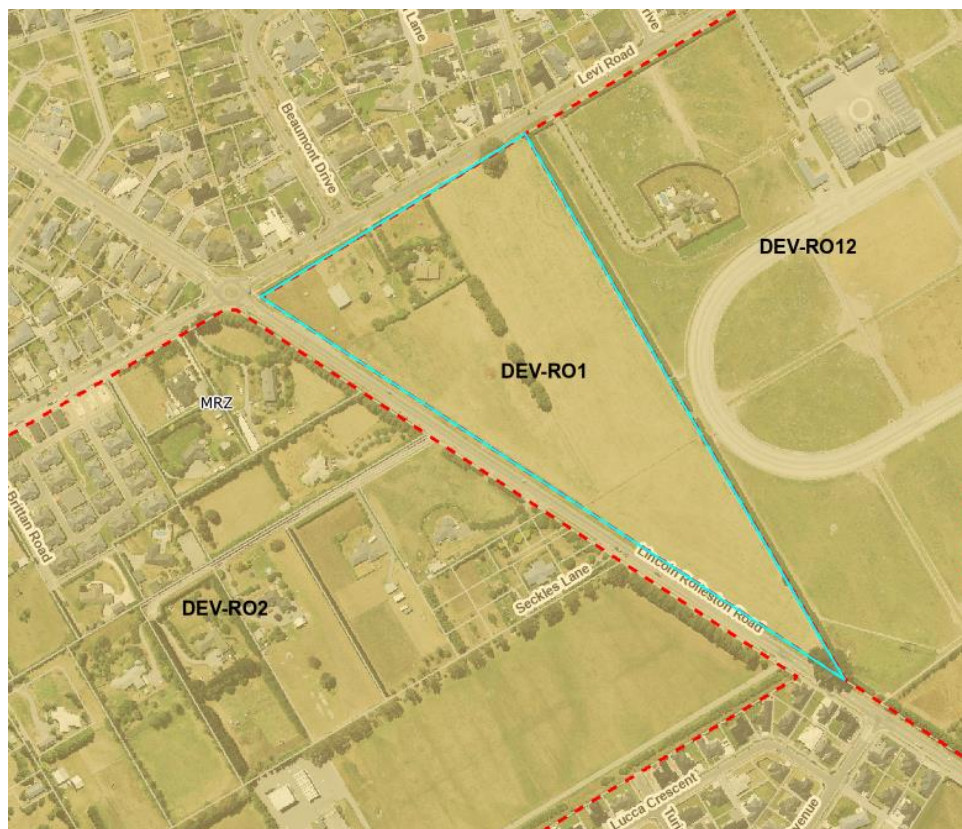 Lane
Drive
Levi Road
Beaumont Drive
DEV-RO12
DEV-RO1
MRZ
Brittan Road
Lincoln Rolleston Road
Seckles Lane
DEV-RO2
Lucca Crescent